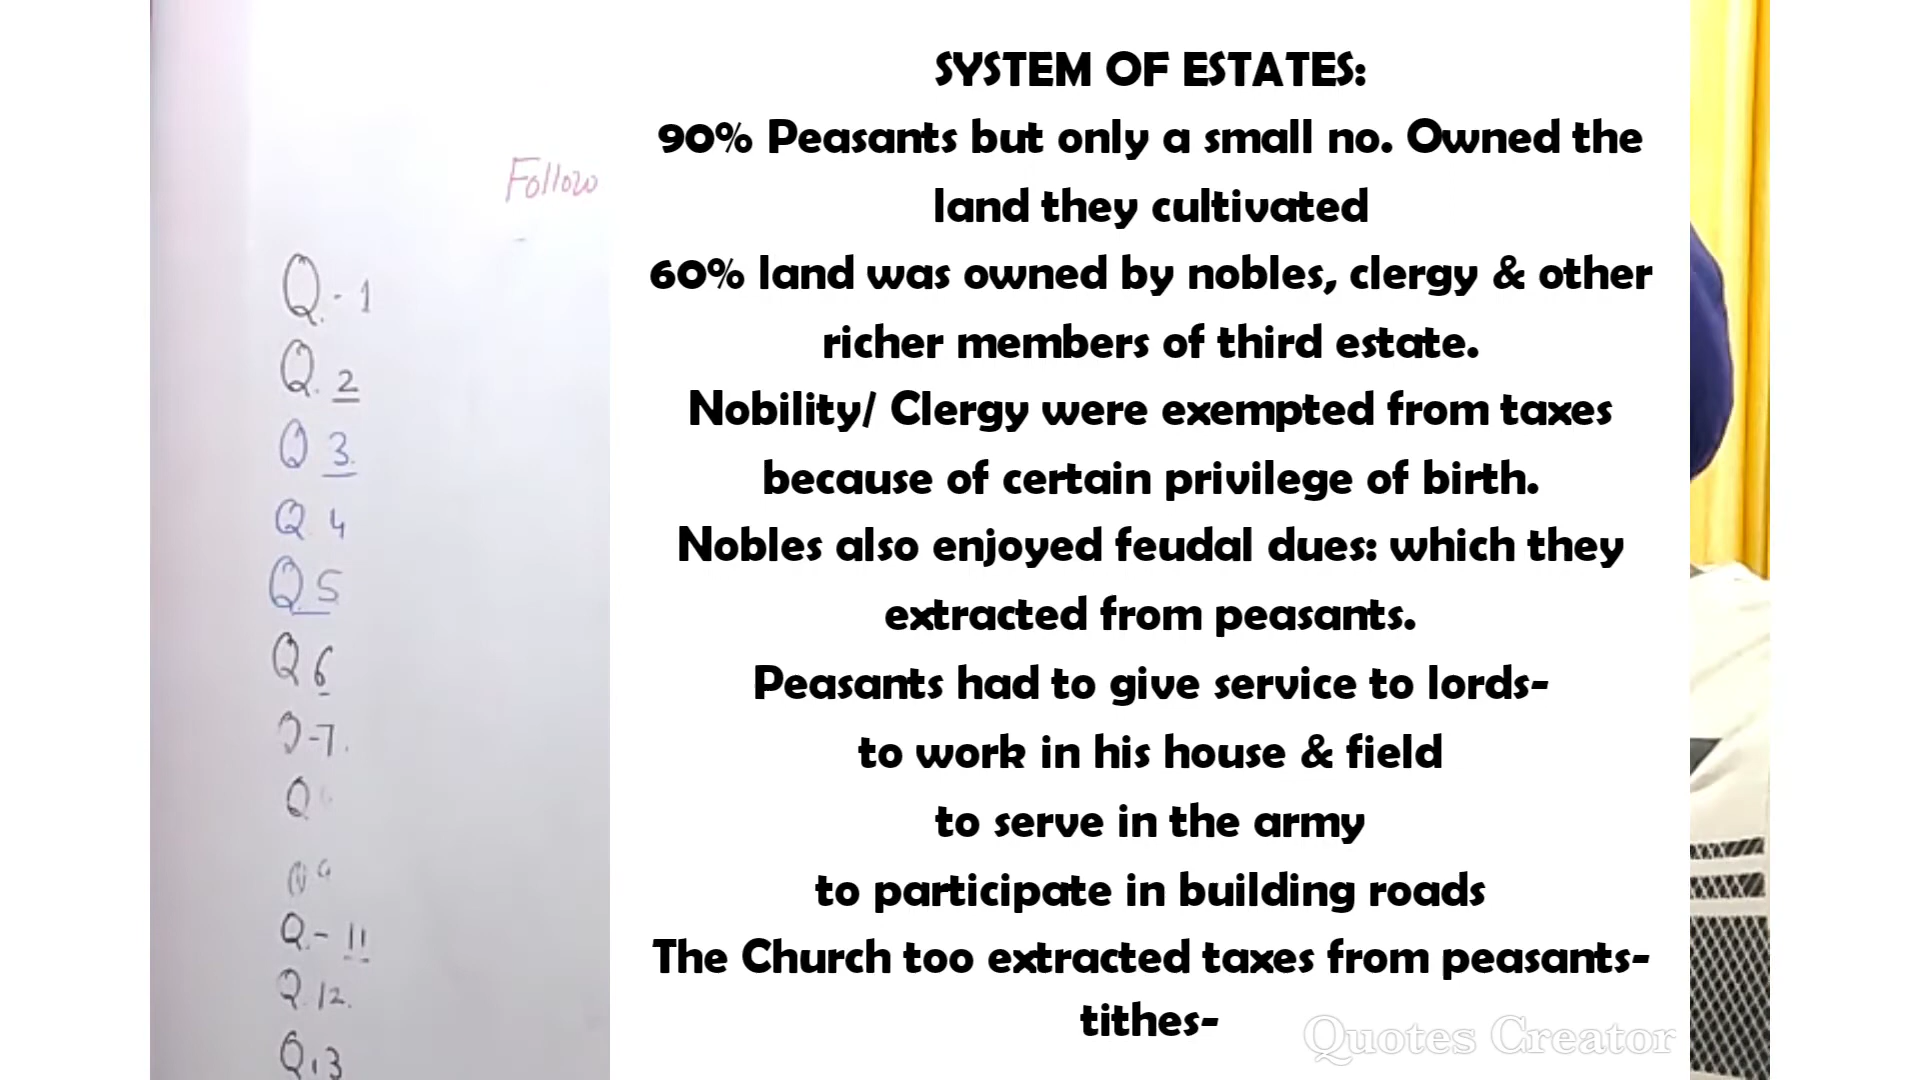 Follow
Q.-1
Q.2
Q 3.
Q 4
Q.5
Q 6
Q-7.
Q
Q.-11
Q.12.
Q.13
SYSTEM OF ESTATES:
90% Peasants but only a small no. Owned the
land they cultivated
60% land was owned by nobles, clergy & other
richer members of third estate.
Nobility/ Clergy were exempted from taxes
because of certain privilege of birth.
Nobles also enjoyed feudal dues: which they
extracted from peasants.
Peasants had to give service to lords-
to work in his house & field
to serve in the army
to participate in building roads
The Church too extracted taxes from peasants-
tithes-
Quotes Creator